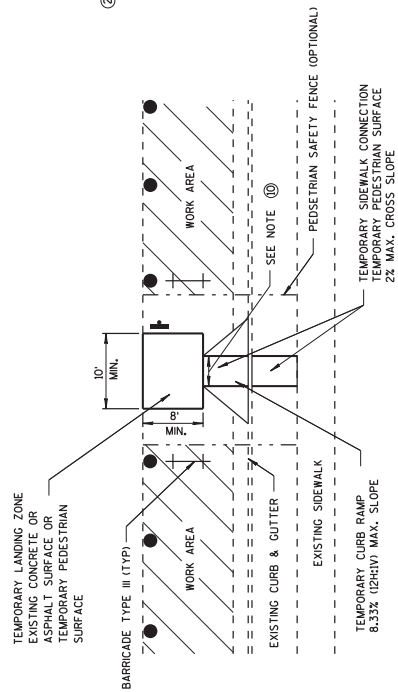 TEMPORARY LANDING ZONE
EXISTING CONCRETE OR
ASPHALT SURFACE OR
TEMPORARY PEDESTRIAN
SURFACE
10'
MIN.
8'
MIN.
BARRICADE TYPE III (TYP)
WORK AREA
WORK AREA
SEE NOTE ⑩
EXISTING CURB & GUTTER
EXISTING SIDEWALK
PEDSETRIAN SAFETY FENCE (OPTIONAL)
TEMPORARY CURB RAMP
8.33% (12H:1V) MAX. SLOPE
TEMPORARY SIDEWALK CONNECTION
TEMPORARY PEDESTRIAN SURFACE
2% MAX. CROSS SLOPE